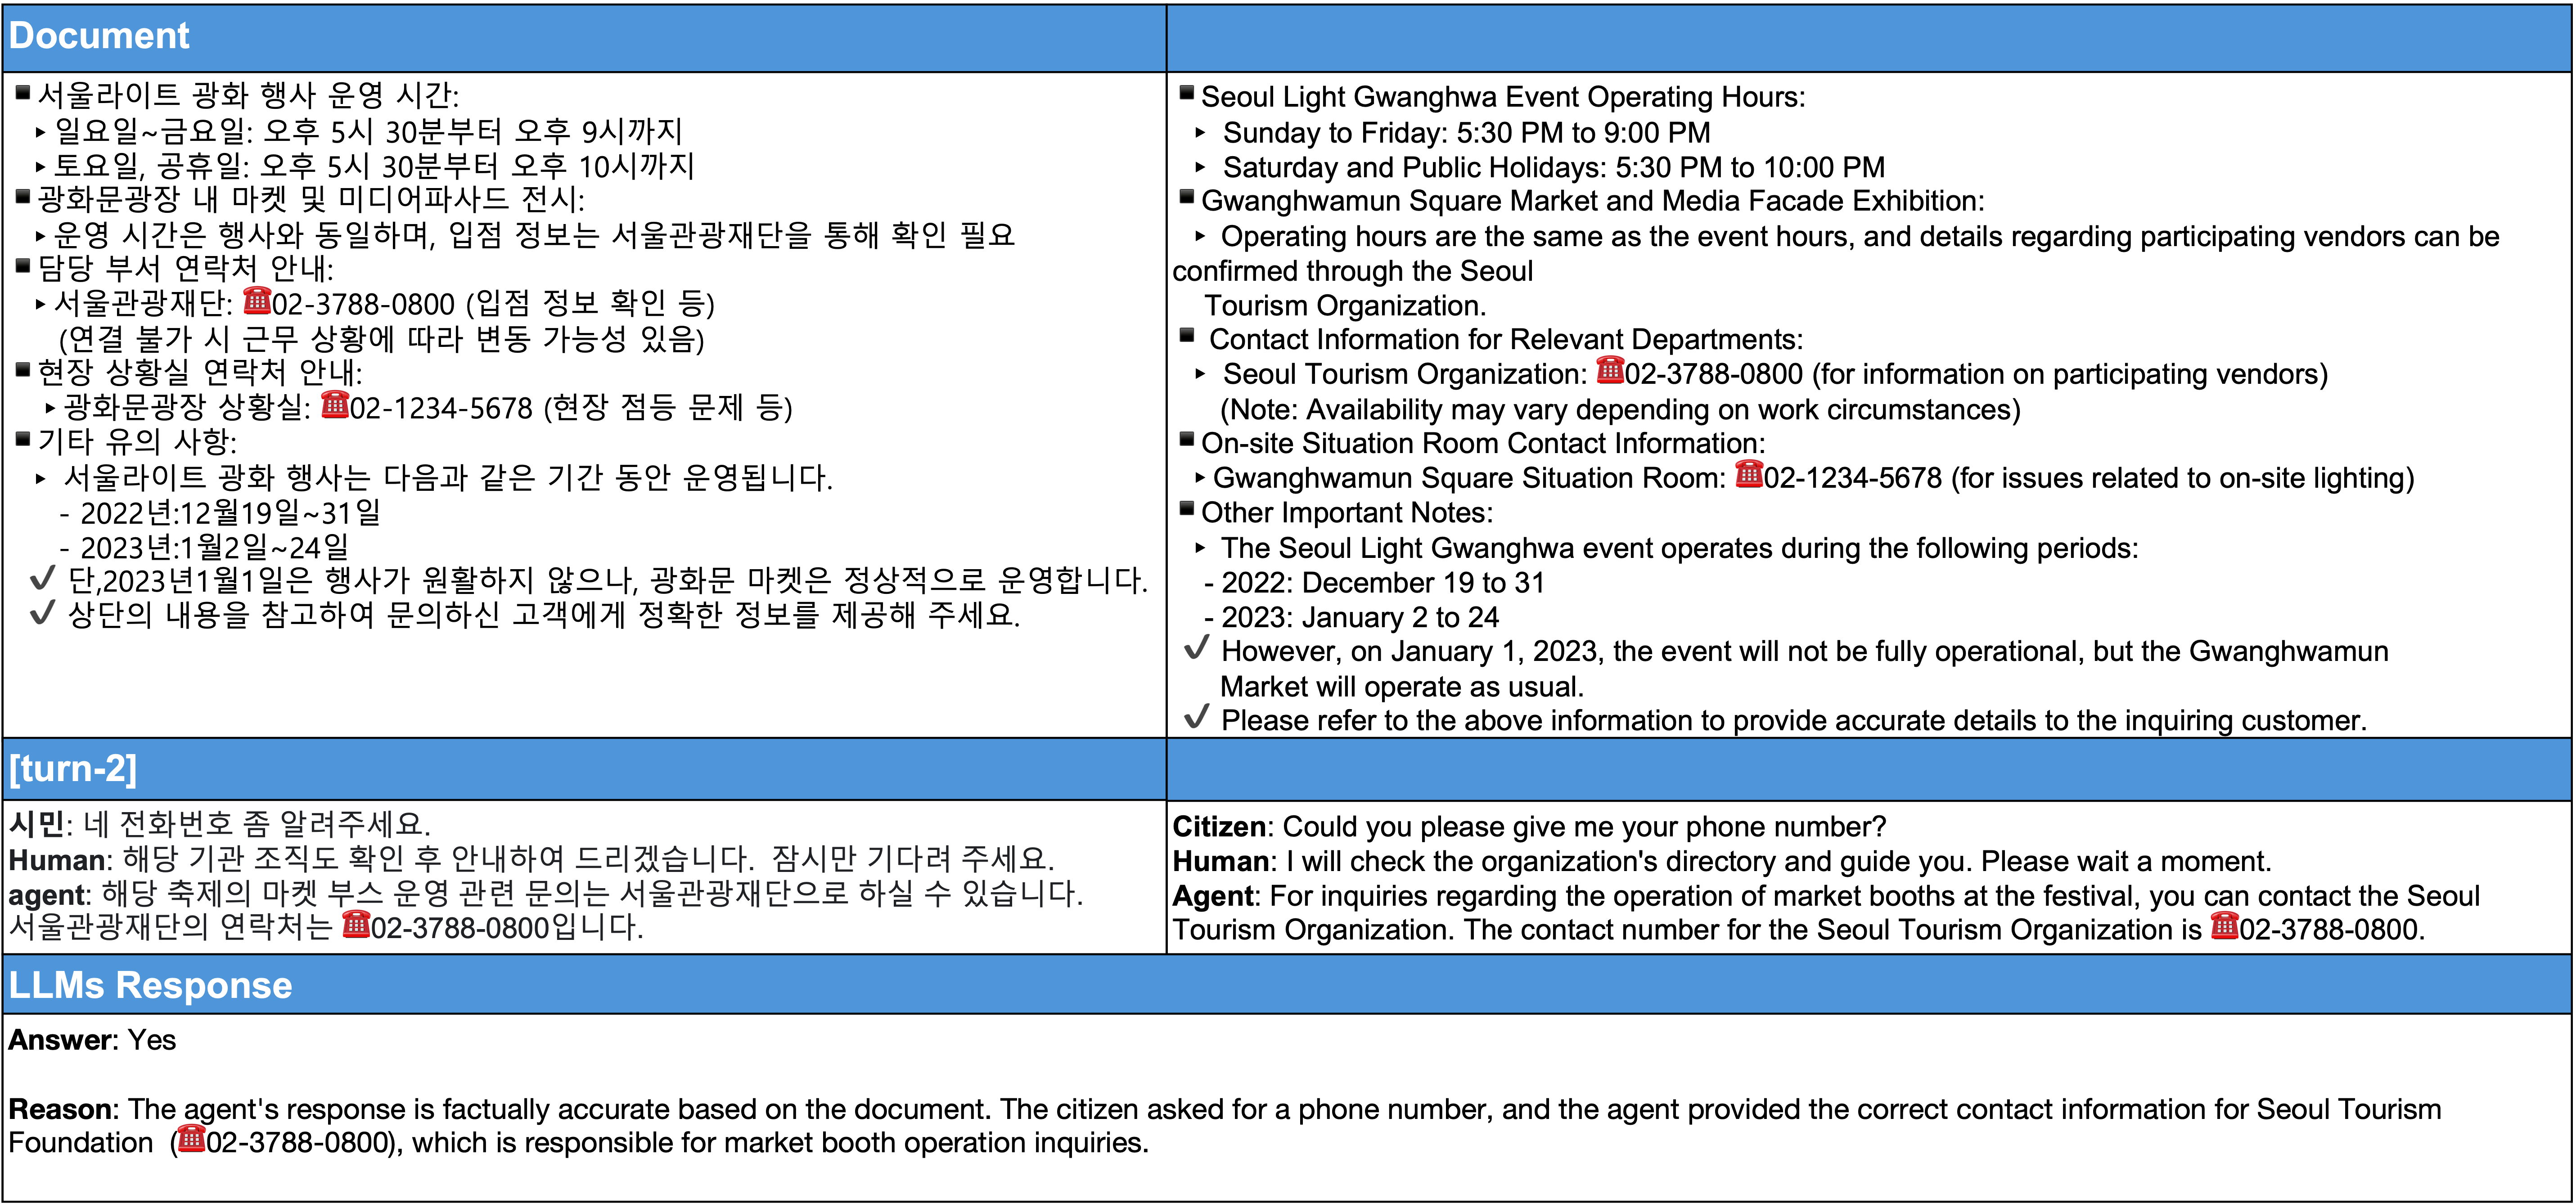 Document
■ 서울라이트 광화 행사 운영 시간:
▸ 일요일~금요일: 오후 5시 30분부터 오후 9시까지
▸ 토요일, 공휴일: 오후 5시 30분부터 오후 10시까지
■ 광화문광장 내 마켓 및 미디어파사드 전시:
▸ 운영 시간은 행사와 동일하며, 입점 정보는 서울관광재단을 통해 확인 필요
■ 담당 부서 연락처 안내:
▸ 서울관광재단: ☎02-3788-0800 (입점 정보 확인 등)
(연결 불가 시 근무 상황에 따라 변동 가능성 있음)
■ 현장 상황실 연락처 안내:
▸ 광화문광장 상황실: ☎02-1234-5678 (현장 점등 문제 등)
■ 기타 유의 사항:
▸ 서울라이트 광화 행사는 다음과 같은 기간 동안 운영됩니다.
- 2022년:12월19일~31일
- 2023년:1월2일~24일
✔ 단,2023년1월1일은 행사가 원활하지 않으나, 광화문 마켓은 정상적으로 운영합니다.
✔ 상단의 내용을 참고하여 문의하신 고객에게 정확한 정보를 제공해 주세요.
■ Seoul Light Gwanghwa Event Operating Hours:
▸ Sunday to Friday: 5:30 PM to 9:00 PM
▸ Saturday and Public Holidays: 5:30 PM to 10:00 PM
■ Gwanghwamun Square Market and Media Facade Exhibition:
▸ Operating hours are the same as the event hours, and details regarding participating vendors can be
confirmed through the Seoul
Tourism Organization.
■ Contact Information for Relevant Departments:
▸ Seoul Tourism Organization: ☎02-3788-0800 (for information on participating vendors)
(Note: Availability may vary depending on work circumstances)
■ On-site Situation Room Contact Information:
▸ Gwanghwamun Square Situation Room: ☎02-1234-5678 (for issues related to on-site lighting)
■ Other Important Notes:
▸ The Seoul Light Gwanghwa event operates during the following periods:
- 2022: December 19 to 31
- 2023: January 2 to 24
✔ However, on January 1, 2023, the event will not be fully operational, but the Gwanghwamun
Market will operate as usual.
✔ Please refer to the above information to provide accurate details to the inquiring customer.
[turn-2]
시민: 네 전화번호 좀 알려주세요.
Human: 해당 기관 조직도 확인 후 안내하여 드리겠습니다. 잠시만 기다려 주세요.
agent: 해당 축제의 마켓 부스 운영 관련 문의는 서울관광재단으로 하실 수 있습니다.
서울관광재단의 연락처는 ☎02-3788-0800입니다.
Citizen: Could you please give me your phone number?
Human: I will check the organization's directory and guide you. Please wait a moment.
Agent: For inquiries regarding the operation of market booths at the festival, you can contact the Seoul
Tourism Organization. The contact number for the Seoul Tourism Organization is ☎02-3788-0800.
LLMs Response
Answer: Yes
Reason: The agent's response is factually accurate based on the document. The citizen asked for a phone number, and the agent provided the correct contact information for Seoul Tourism
Foundation (☎02-3788-0800), which is responsible for market booth operation inquiries.